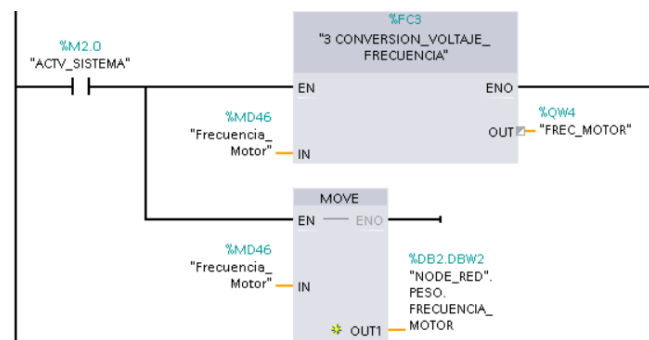 %FC3
"3 CONVERSION_VOLTAJE_
FRECUENCIA"
%M2.0
"ACTV_SISTEMA"
EN
ENO
%MD46
"Frecuencia_
Motor"
IN
%QW4
OUT
"FREC_MOTOR"
MOVE
EN
ENO
%MD46
"Frecuencia_
Motor"
IN
%DB2.DBW2
"NODE_RED".
PESO.
FRECUENCIA_
MOTOR
OUT1